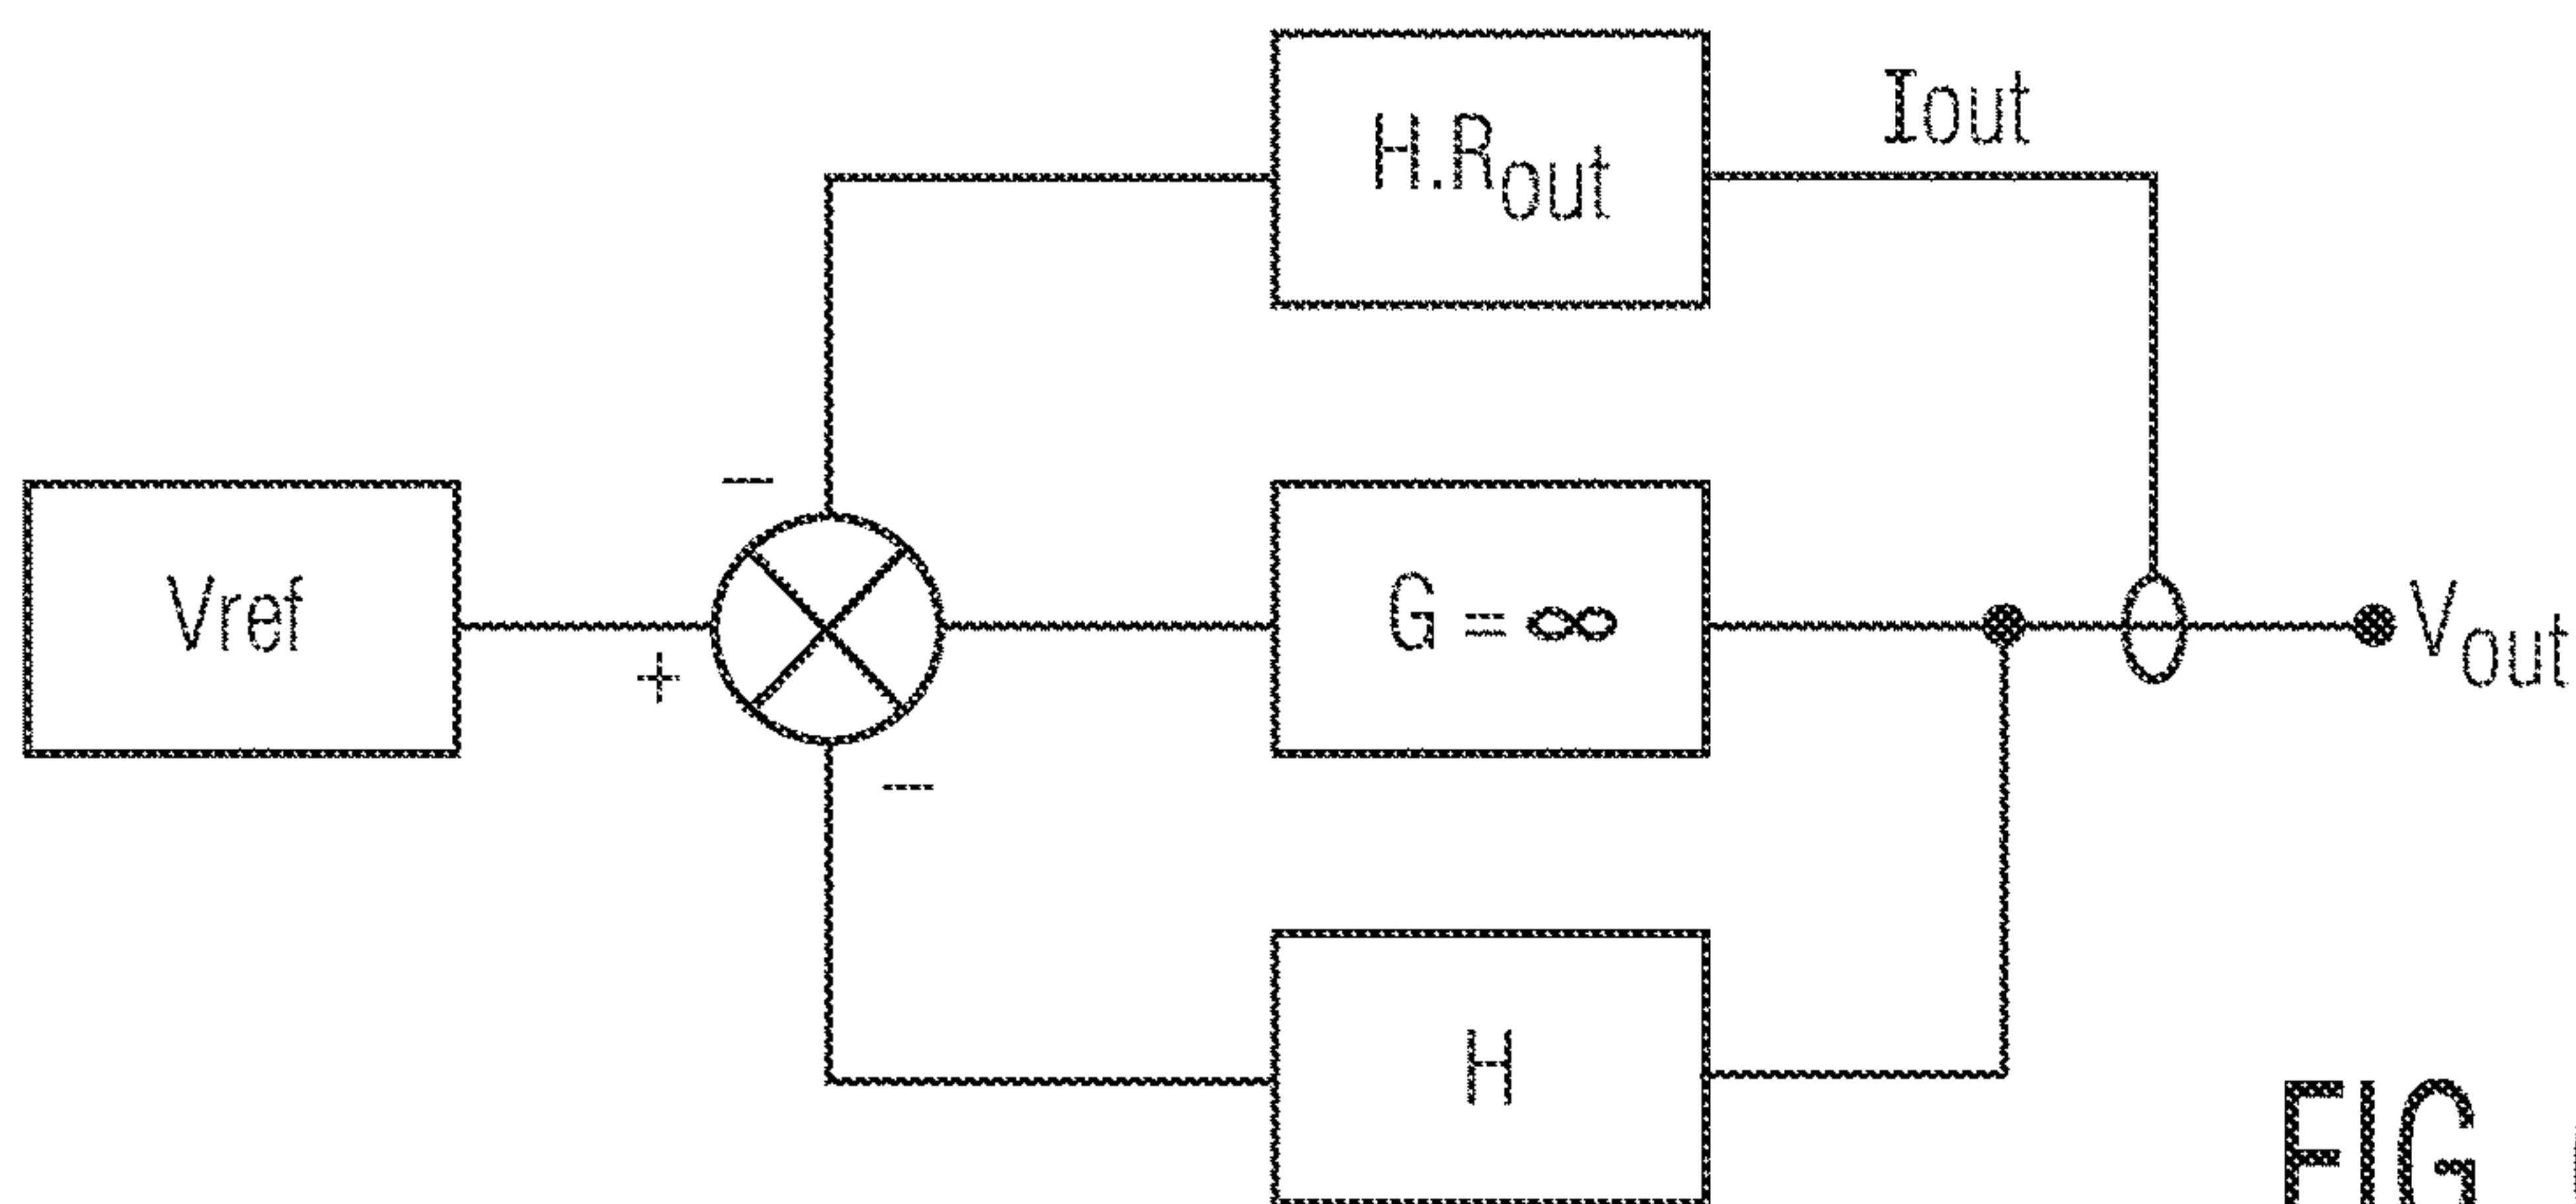 H.Rout
Iout
Vref
−
+
−
G = ∞
Vout
H
FIG